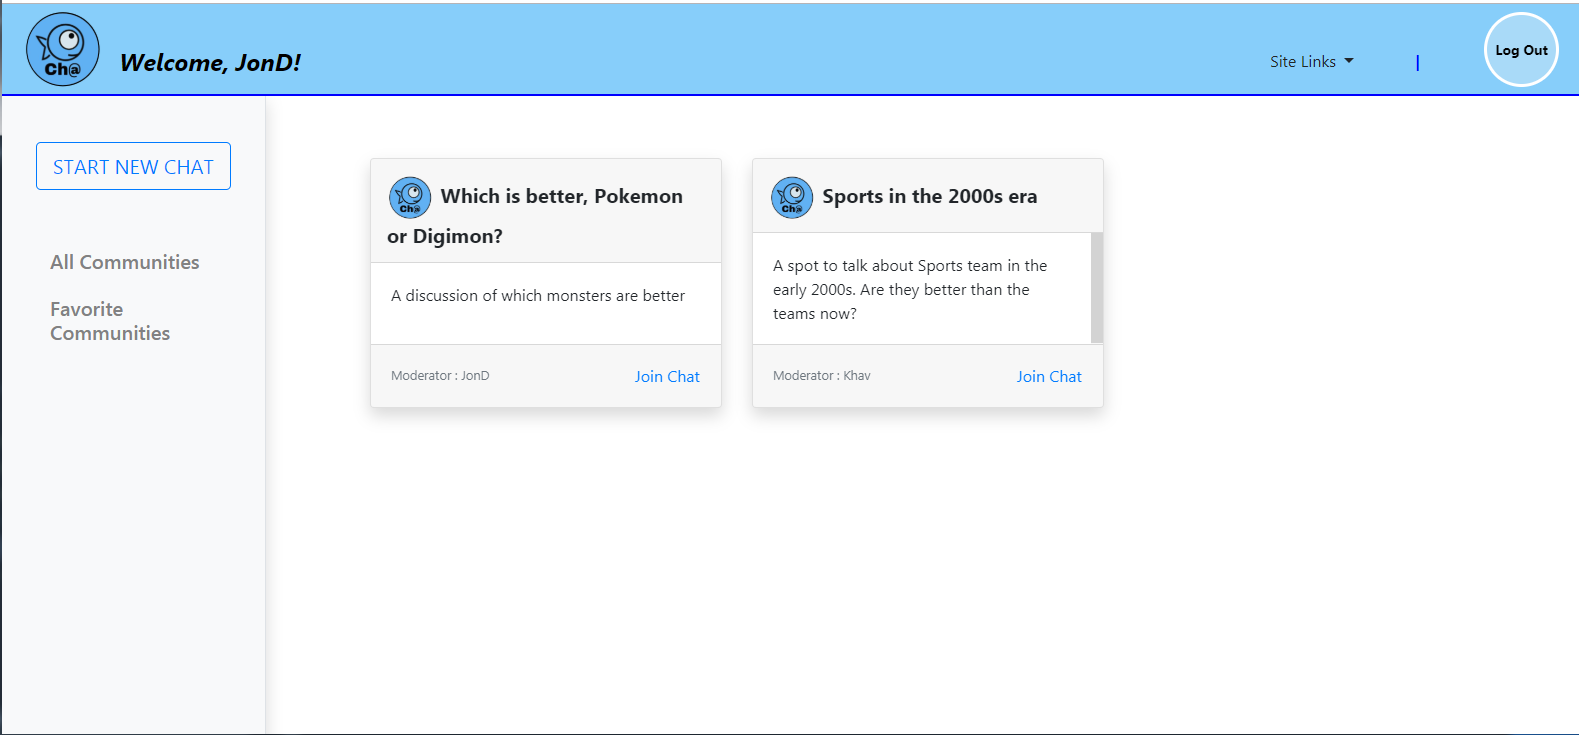 Ch@
Welcome, JonD!
Site Links
|
Log Out
START NEW CHAT
All Communities
Favorite
Communities
Ch@
Which is better, Pokemon
or Digimon?
A discussion of which monsters are better
Moderator : JonD
Join Chat
Ch@
Sports in the 2000s era
A spot to talk about Sports team in the
early 2000s. Are they better than the
teams now?
Moderator : Khav
Join Chat